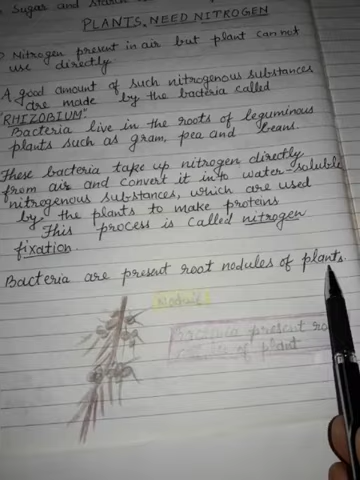 Sugar and starch
PLANTS NEED NITROGEN
Nitrogen present in air but plant can not
use directly.
A good amount of such nitrogenous substances
are made by the bacteria called
"RHIZOBIUM"
Bacteria live in the roots of leguminous
plants such as gram, pea and beans.
These bacteria take up nitrogen directly
from air and convert it into water-soluble
nitrogenous substances, which are used
by the plants to make proteins
This process is called nitrogen
fixation.
Bacteria are present root nodules of plants.
Bacteria present ro
of plant